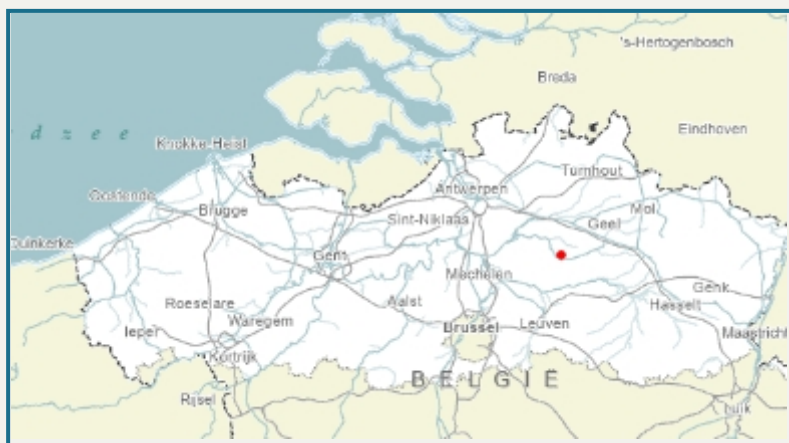 's-Hertogenbosch
Breda
d z e e
Eindhoven
Knokke-Heist
Turnhout
Antwerpen
Oostende
Mol
Brugge
Sint-Niklaas
Geel
Duinkerke
Gent
Mechelen
Genk
Roeselare
Aalst
Hasselt
Ieper
Waregem
Brussel
Leuven
Maastricht
Kortrijk
BELGIË
Rijsel
Luik